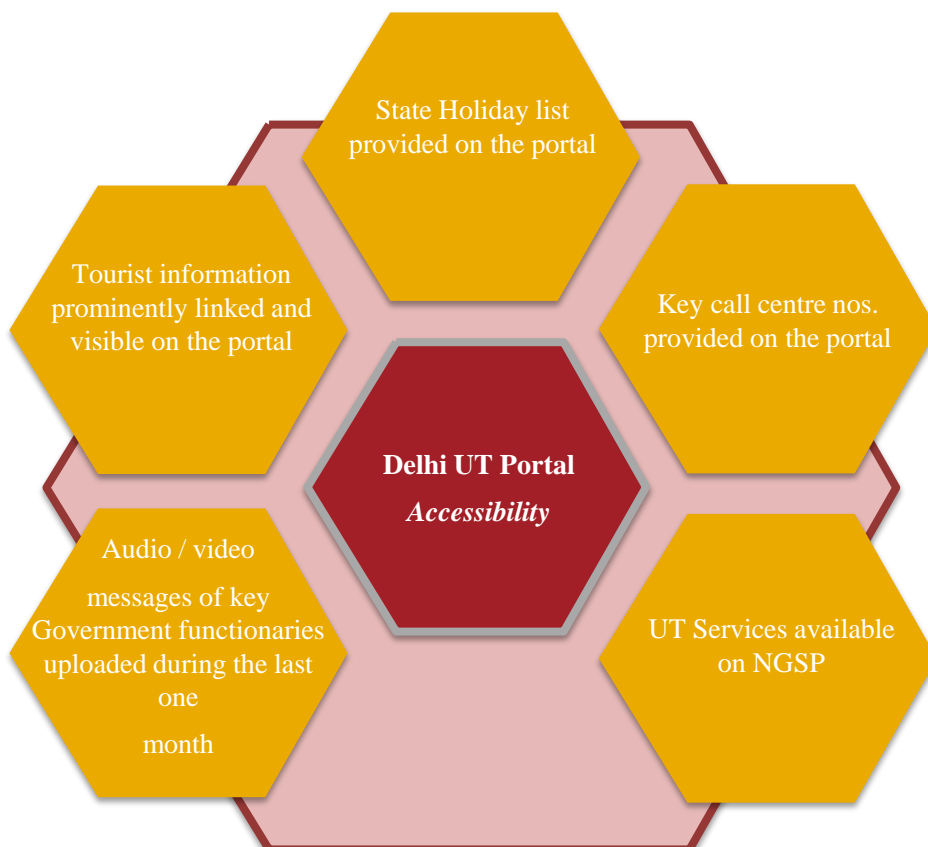 State Holiday list
provided on the portal
Tourist information
prominently linked and
visible on the portal
Key call centre nos.
provided on the portal
Delhi UT Portal
Accessibility
Audio / video
messages of key
Government functionaries
uploaded during the last
one
month
UT Services available
on NGSP